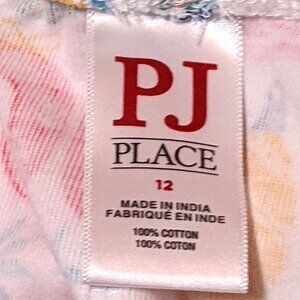 PJ
PLACE
12
MADE IN INDIA
FABRIQUÉ EN INDE
100% COTTON
100% COTON